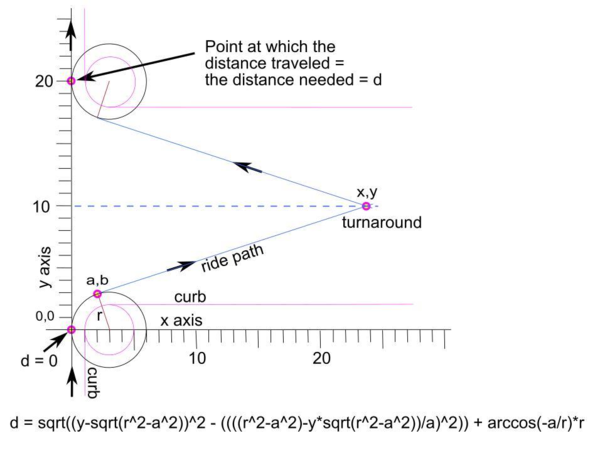 Point at which the
distance traveled =
the distance needed = d
20
x,y
10
turnaround
ride path
y axis
a,b
curb
r
0,0
x axis
10
20
d = 0
curb
d = sqrt((y-sqrt(r^2-a^2))^2 - ((((r^2-a^2)-y*sqrt(r^2-a^2))/a)^2)) + arccos(-a/r)*r